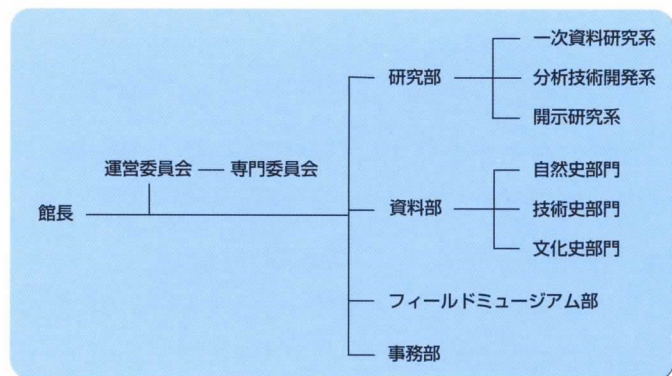 館長
運営委員会
専門委員会
研究部
一次資料研究系
分析技術開発系
開示研究系
資料部
自然史部門
技術史部門
文化史部門
フィールドミュージアム部
事務部